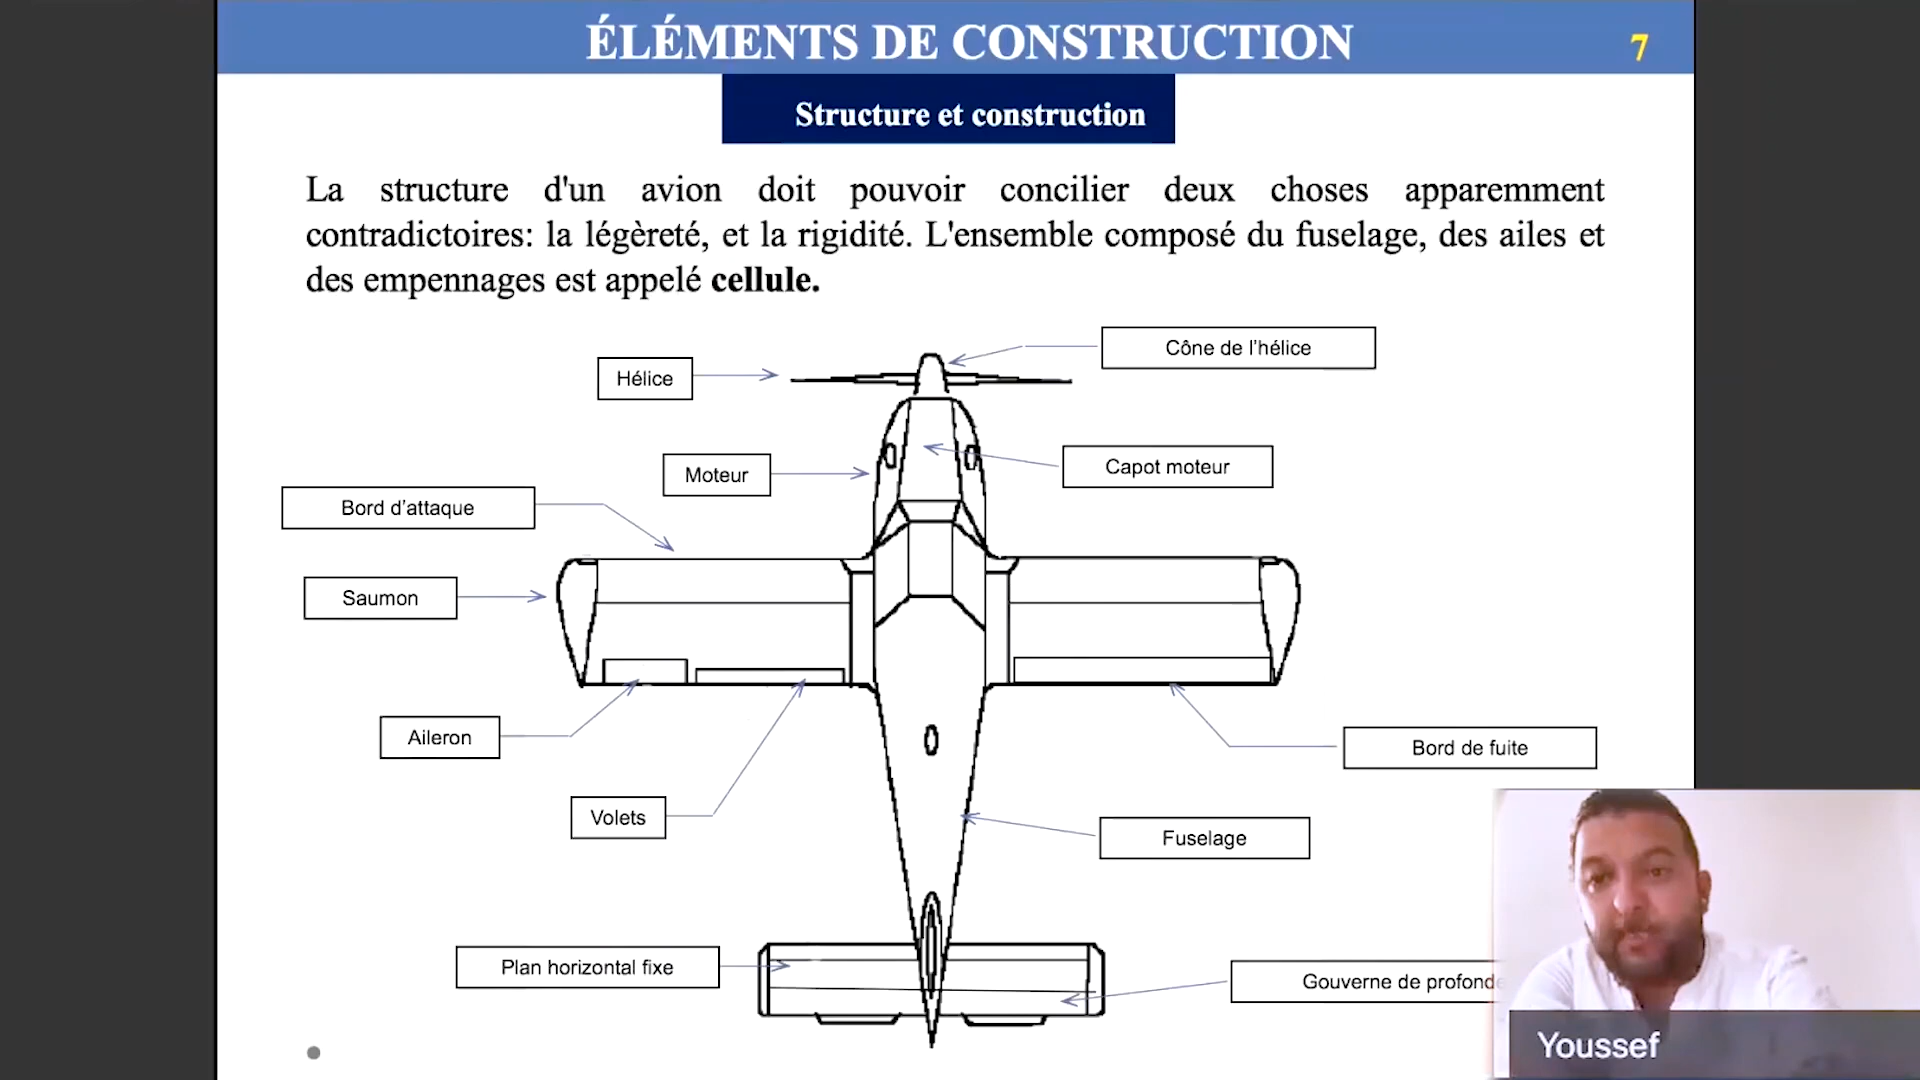 ÉLÉMENTS DE CONSTRUCTION
7
Structure et construction
La structure d'un avion doit pouvoir concilier deux choses apparemment
contradictoires: la légèreté, et la rigidité. L'ensemble composé du fuselage, des ailes et
des empennages est appelé cellule.
Cône de l’hélice
Hélice
Capot moteur
Moteur
Bord d’attaque
Saumon
Aileron
Bord de fuite
Volets
Fuselage
Plan horizontal fixe
Gouverne de profonde
Youssef